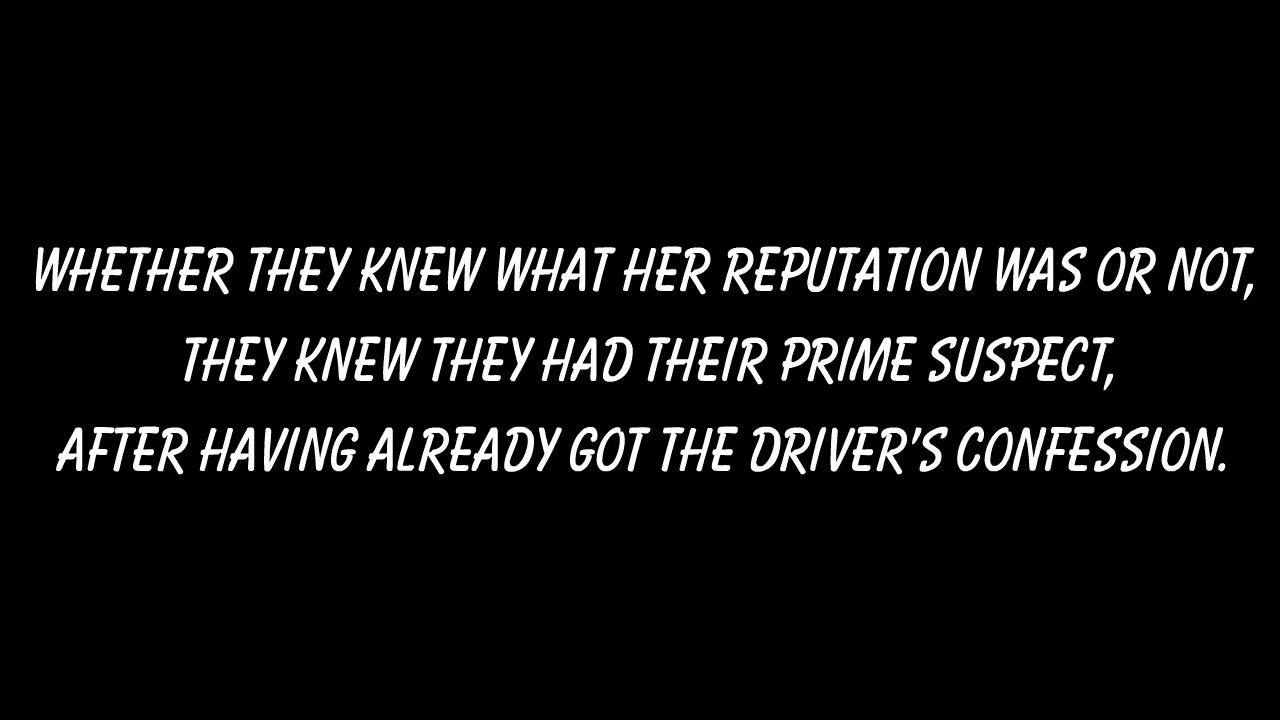 WHETHER THEY KNEW WHAT HER REPUTATION WAS OR NOT,
THEY KNEW THEY HAD THEIR PRIME SUSPECT,
AFTER HAVING ALREADY GOT THE DRIVER'S CONFESSION.